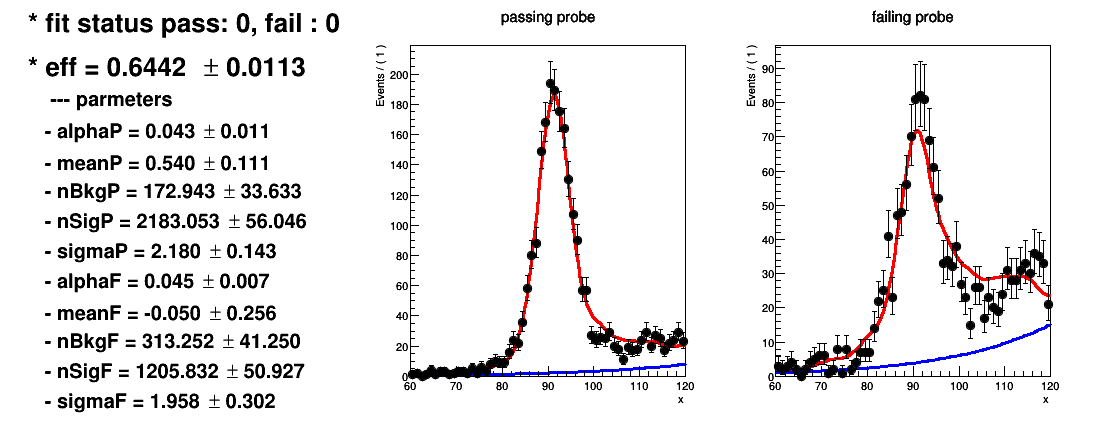 * fit status pass: 0, fail : 0
* eff = 0.6442 ± 0.0113
--- parmeters
- alphaP = 0.043 ± 0.011
- meanP = 0.540 ± 0.111
- nBkgP = 172.943 ± 33.633
- nSigP = 2183.053 ± 56.046
- sigmaP = 2.180 ± 0.143
- alphaF = 0.045 ± 0.007
- meanF = -0.050 ± 0.256
- nBkgF = 313.252 ± 41.250
- nSigF = 1205.832 ± 50.927
- sigmaF = 1.958 ± 0.302
passing probe
Events / ( 1 )
200
180
160
140
120
100
80
60
40
20
0
60 70 80 90 100 110 120
x
failing probe
Events / ( 1 )
90
80
70
60
50
40
30
20
10
0
60 70 80 90 100 110 120
x